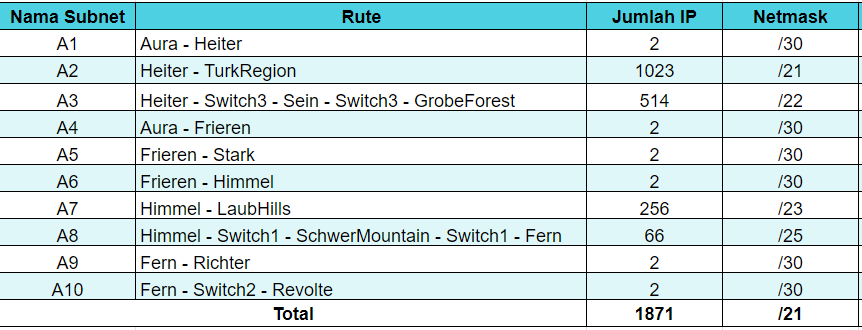 Nama Subnet Rute Jumlah IP Netmask
A1 Aura - Heiter 2 /30
A2 Heiter - TurkRegion 1023 /21
A3 Heiter - Switch3 - Sein - Switch3 - GrobeForest 514 /22
A4 Aura - Frieren 2 /30
A5 Frieren - Stark 2 /30
A6 Frieren - Himmel 2 /30
A7 Himmel - LaubHills 256 /23
A8 Himmel - Switch1 - SchwerMountain - Switch1 - Fern 66 /25
A9 Fern - Richter 2 /30
A10 Fern - Switch2 - Revolte 2 /30
Total 1871 /21